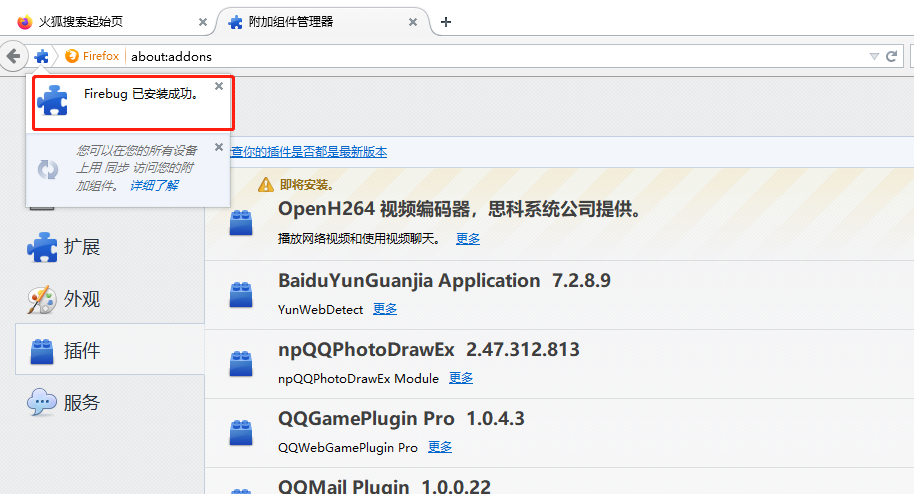 火狐搜索起始页
附加组件管理器
Firefox
about:addons
Firebug 已安装成功。
您可以在您的所有设备
上用 同步 访问您的附
加组件。 详细了解
查你的插件是否都是最新版本
即将安装。
OpenH264 视频编码器，思科系统公司提供。
播放网络视频和使用视频聊天。 更多
扩展
BaiduYunGuanjia Application 7.2.8.9
YunWebDetect 更多
外观
npQQPhotoDrawEx 2.47.312.813
npQQPhotoDrawEx Module 更多
插件
服务
QQGamePlugin Pro 1.0.4.3
QQWebGamePlugin Pro 更多
QQMail Plugin 1.0.0.22